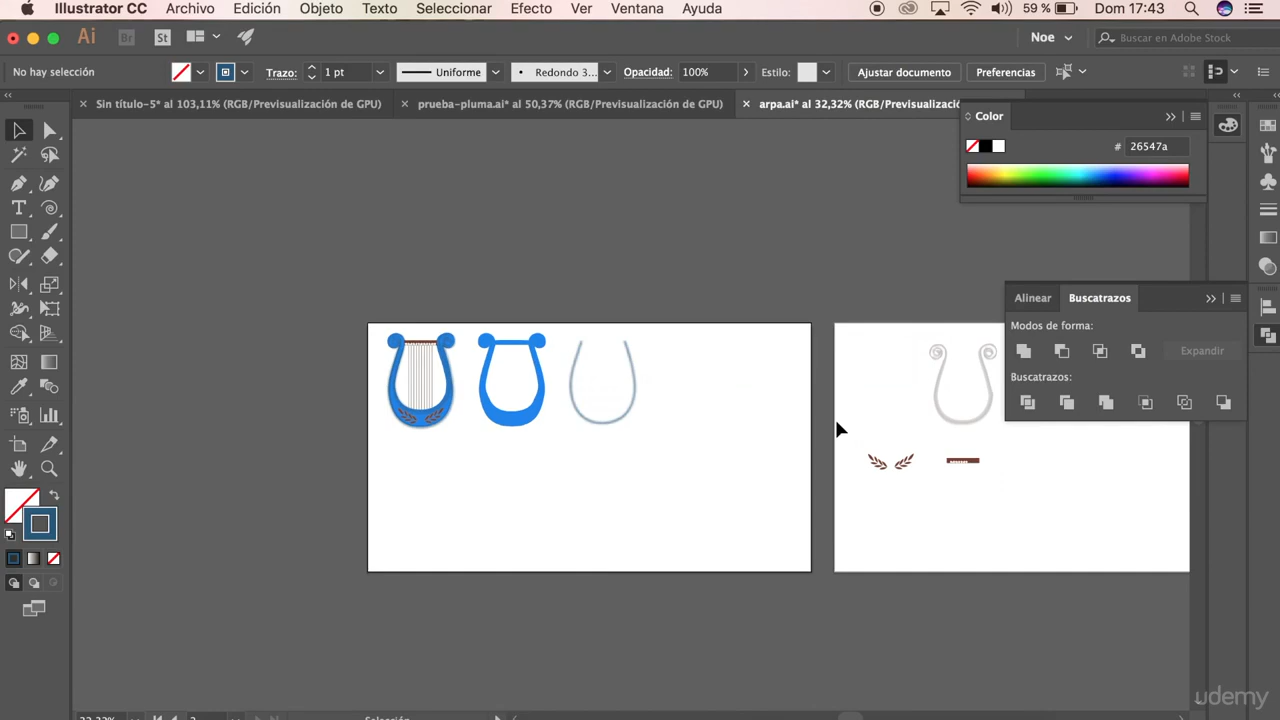 Illustrator CC Archivo Edición Objeto Texto Seleccionar Efecto Ver Ventana Ayuda 59 % Dom 17:43
Ai Br St Noe Buscar en Adobe Stock
No hay selección Trazo: 1 pt Uniforme Redondo 3... Opacidad: 100% Estilo: Ajustar documento Preferencias
Sin título-5* al 103,11% (RGB/Previsualización de GPU) prueba-pluma.ai* al 50,37% (RGB/Previsualización de GPU) arpa.ai* al 32,32% (RGB/Previsualizació
Color
# 26547a
Alinear Buscatrazos
Modos de forma:
Expandir
Buscatrazos:
udemy
Selección